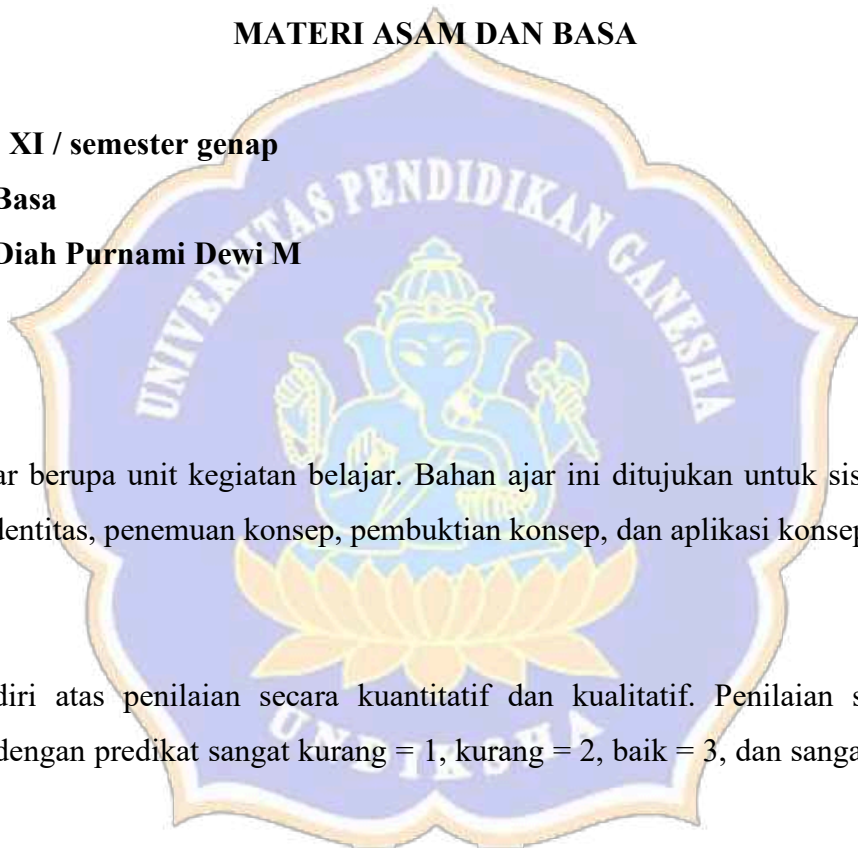 MATERI ASAM DAN BASA
XI / semester genap
Basa
Diah Purnami Dewi M
UNIVERSITAS PENDIDIKAN GANESHA
ar berupa unit kegiatan belajar. Bahan ajar ini ditujukan untuk sis
dentitas, penemuan konsep, pembuktian konsep, dan aplikasi konsep
diri atas penilaian secara kuantitatif dan kualitatif. Penilaian s
dengan predikat sangat kurang = 1, kurang = 2, baik = 3, dan sanga
UNDIKSHA